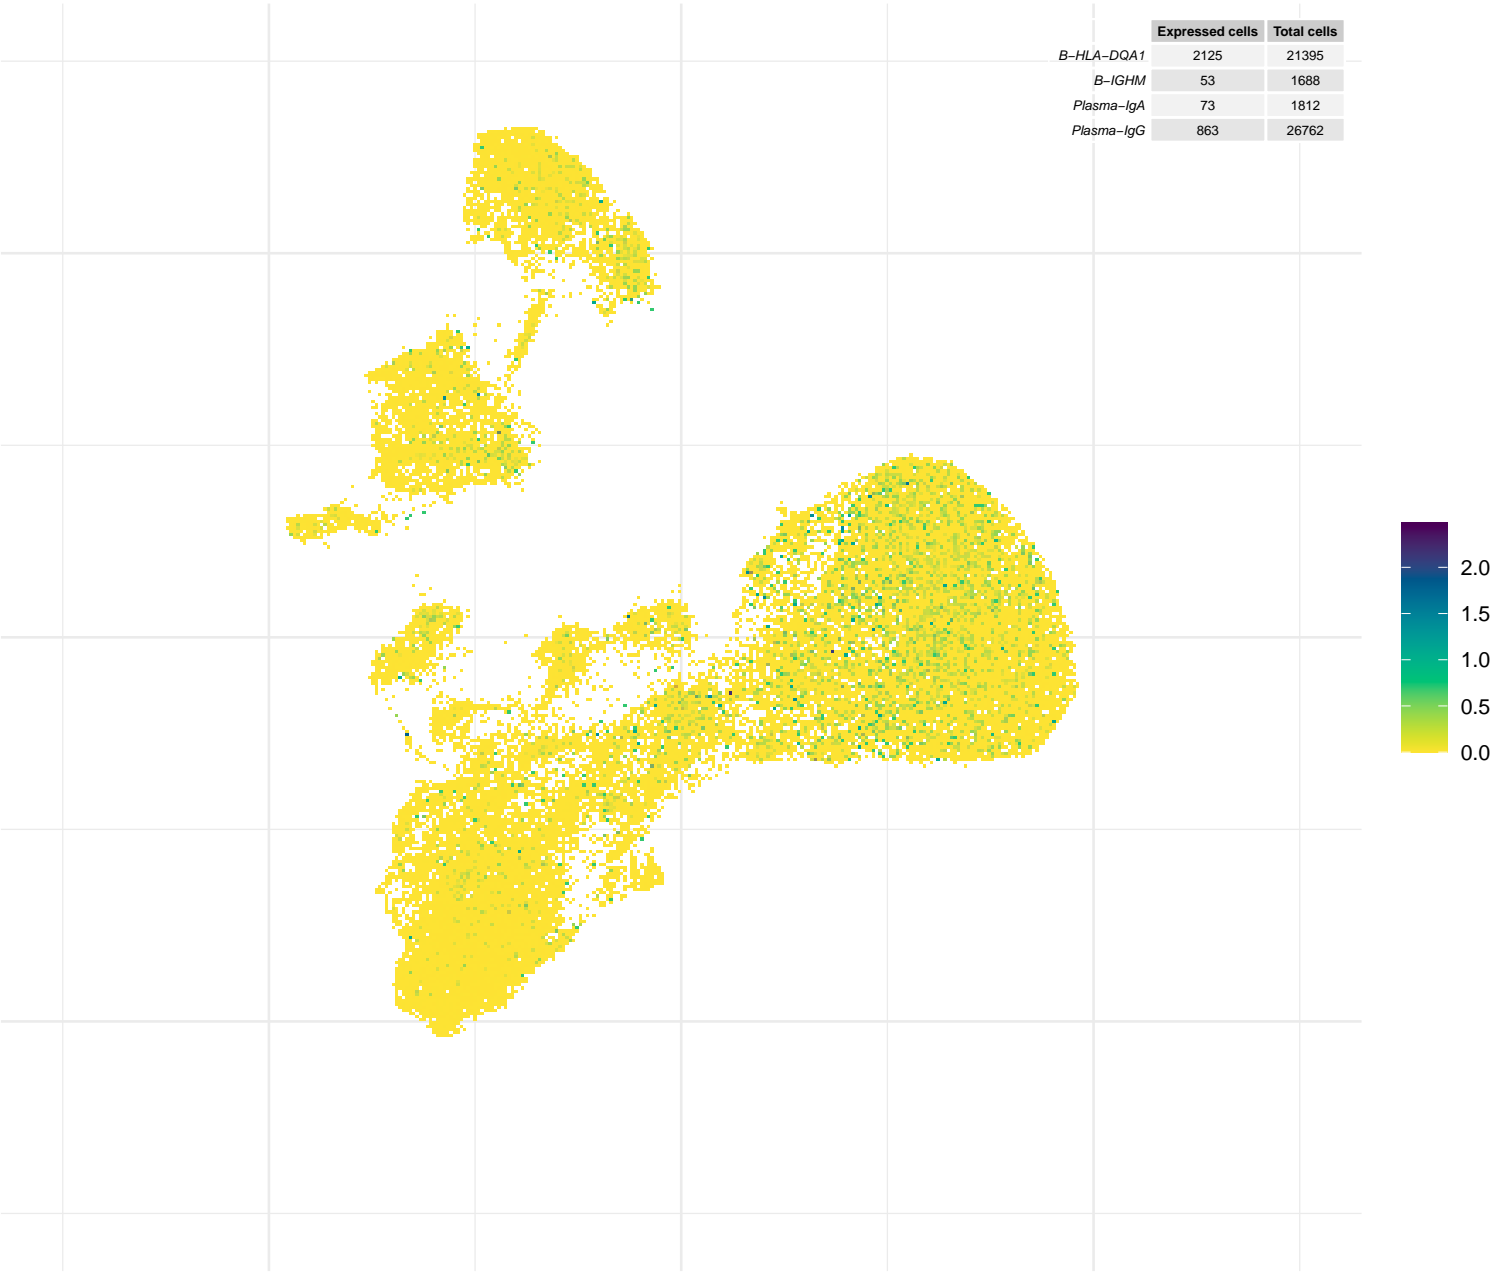 Expressed cells Total cells
B−HLA−DQA1 2125 21395
B−IGHM 53 1688
Plasma−IgA 73 1812
Plasma−IgG 863 26762
2.0
1.5
1.0
0.5
0.0